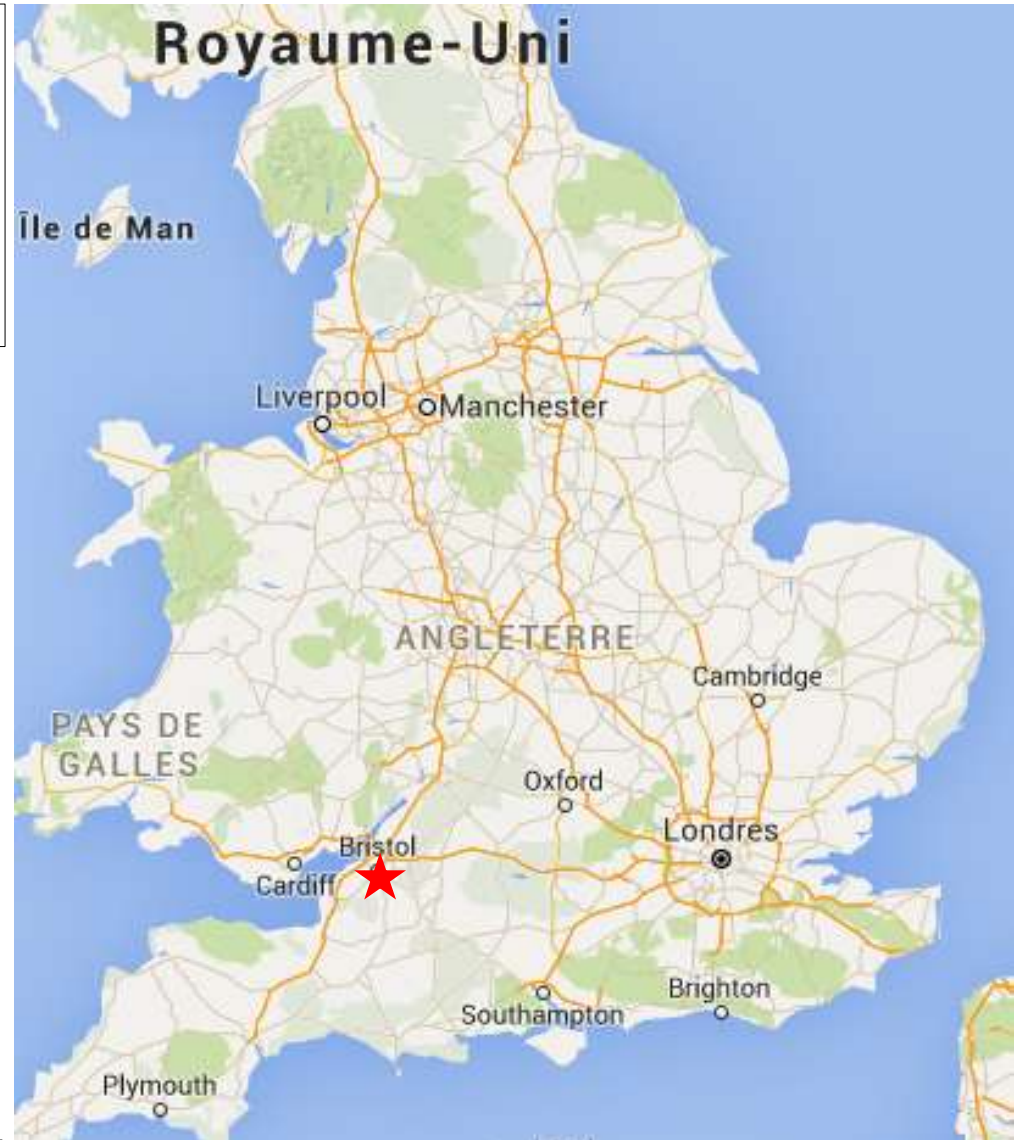 Royaume-Uni
Île de Man
Liverpool
Manchester
ANGLETERRE
Cambridge
PAYS DE
GALLES
Oxford
Londres
Bristol
Cardiff
Brighton
Southampton
Plymouth